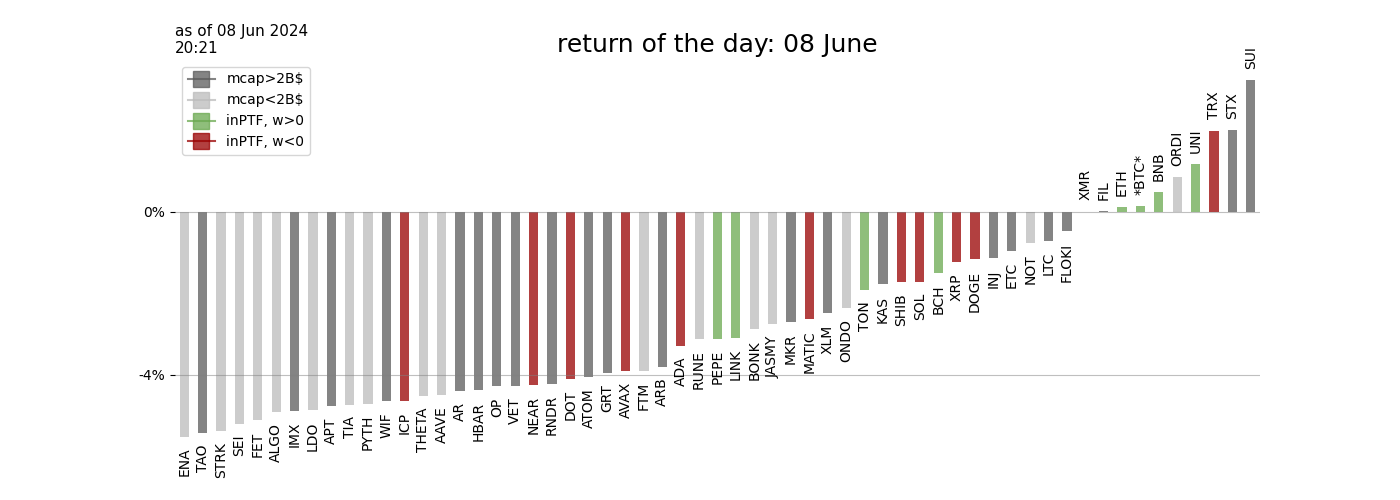 as of 08 Jun 2024
20:21
return of the day: 08 June
mcap>2B$
mcap<2B$
inPTF, w>0
inPTF, w<0
0%
-4%
ENA
TAO
STRK
SEI
FET
ALGO
IMX
LDO
APT
TIA
PYTH
WIF
ICP
THETA
AAVE
AR
HBAR
OP
VET
NEAR
RNDR
DOT
ATOM
GRT
AVAX
FTM
ARB
ADA
RUNE
PEPE
LINK
BONK
JASMY
MKR
MATIC
XLM
ONDO
TON
KAS
SHIB
SOL
BCH
XRP
DOGE
INJ
ETC
NOT
LTC
FLOKI
XMR
FIL
ETH
*BTC*
BNB
ORDI
UNI
TRX
STX
SUI